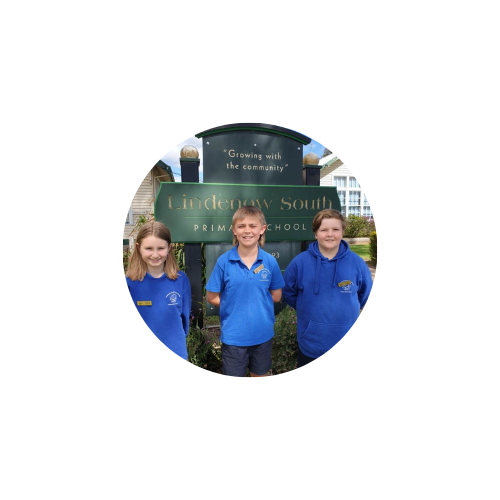 "Growing with
the community"
Lindenow South
PRIMARY SCHOOL